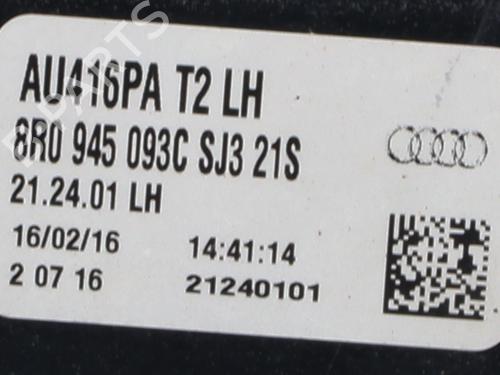 AU416PA T2 LH
8R0 945 093C SJ3 21S
21.24.01 LH
16/02/16 14:41:14
2 07 16 21240101
B-PARTS